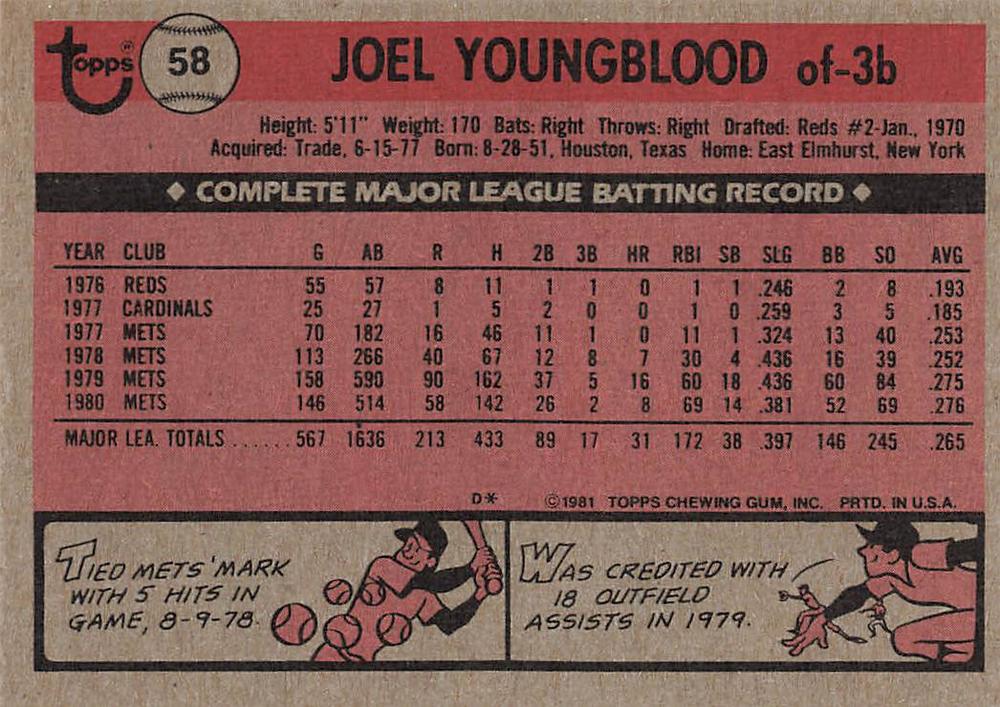 topps® 58 JOEL YOUNGBLOOD of-3b
Height: 5'11" Weight: 170 Bats: Right Throws: Right Drafted: Reds #2-Jan., 1970
Acquired: Trade, 6-15-77 Born: 8-28-51, Houston, Texas Home: East Elmhurst, New York
◆ COMPLETE MAJOR LEAGUE BATTING RECORD ◆
YEAR CLUB G AB R H 2B 3B HR RBI SB SLG BB SO AVG
1976 REDS 55 57 8 11 1 1 0 1 1 .246 2 8 .193
1977 CARDINALS 25 27 1 5 2 0 0 1 0 .259 3 5 .185
1977 METS 70 182 16 46 11 1 0 11 1 .324 13 40 .253
1978 METS 113 266 40 67 12 8 7 30 4 .436 16 39 .252
1979 METS 158 590 90 162 37 5 16 60 18 .436 60 84 .275
1980 METS 146 514 58 142 26 2 8 69 14 .381 52 69 .276
MAJOR LEA. TOTALS ...... 567 1636 213 433 89 17 31 172 38 .397 146 245 .265
D* ©1981 TOPPS CHEWING GUM, INC. PRTD. IN U.S.A.
TIED METS' MARK
WITH 5 HITS IN
GAME, 8-9-78.
WAS CREDITED WITH
18 OUTFIELD
ASSISTS IN 1979.